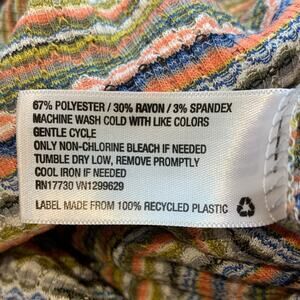 67% POLYESTER / 30% RAYON / 3% SPANDEX
MACHINE WASH COLD WITH LIKE COLORS
GENTLE CYCLE
ONLY NON-CHLORINE BLEACH IF NEEDED
TUMBLE DRY LOW, REMOVE PROMPTLY
COOL IRON IF NEEDED
RN17730 VN1299629
LABEL MADE FROM 100% RECYCLED PLASTIC